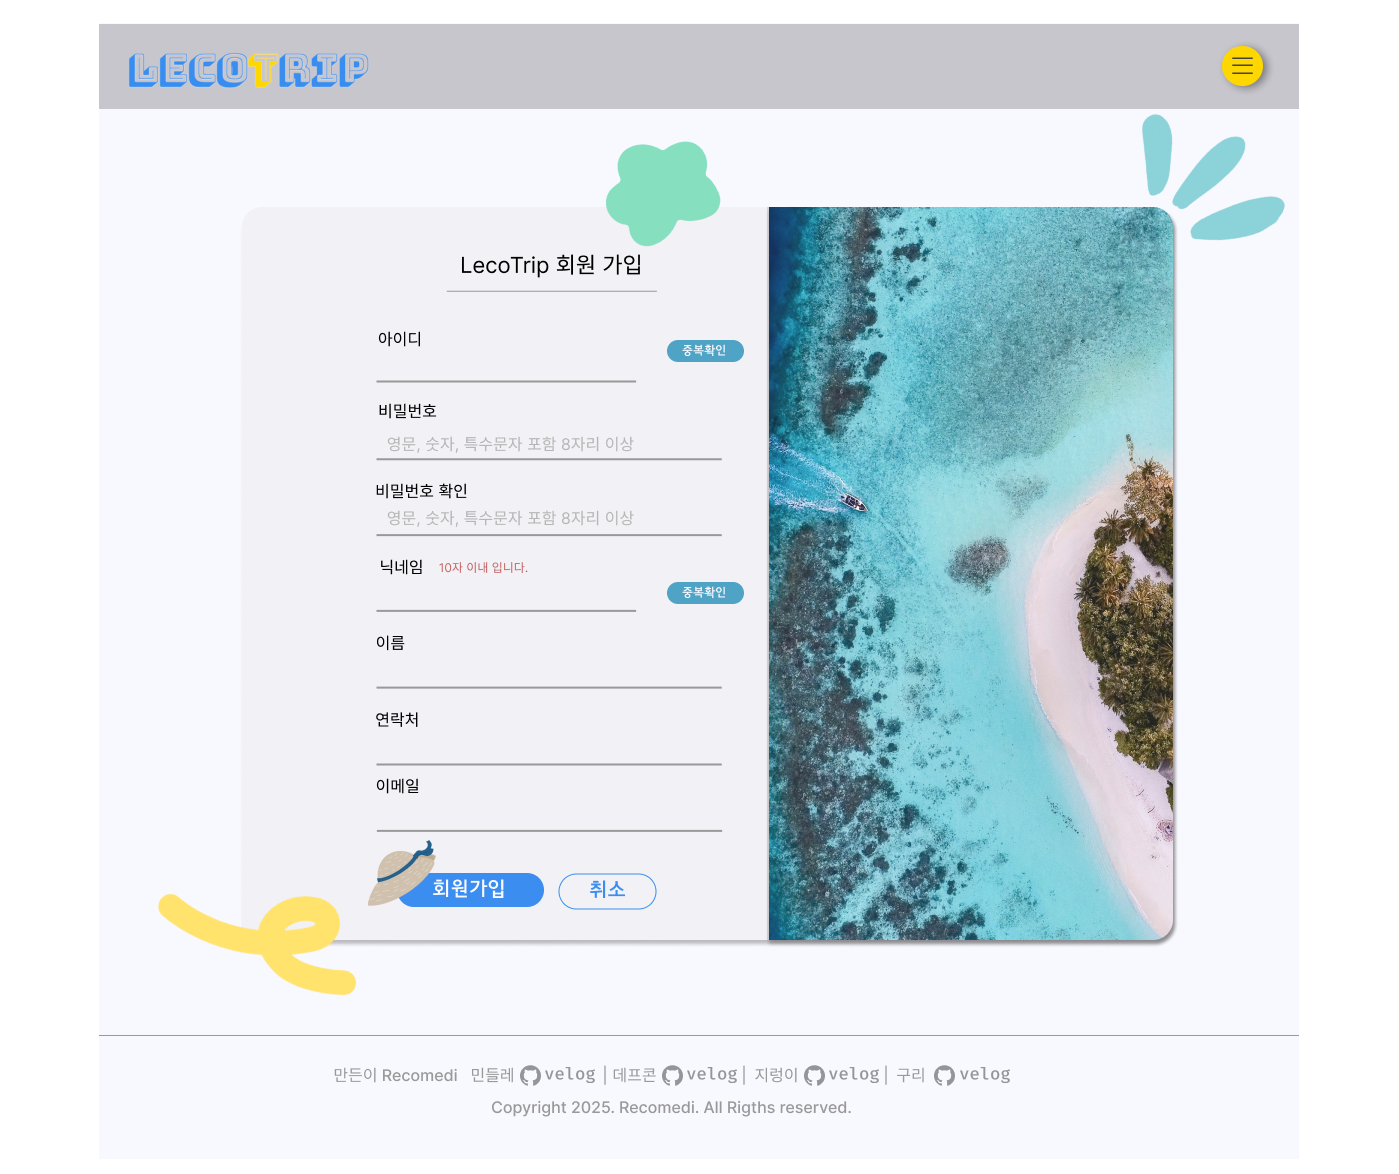 LECOTRIP
LecoTrip 회원 가입
아이디
중복확인
비밀번호
영문, 숫자, 특수문자 포함 8자리 이상
비밀번호 확인
영문, 숫자, 특수문자 포함 8자리 이상
닉네임 10자 이내 입니다.
중복확인
이름
연락처
이메일
회원가입 취소
만든이 Recomedi 민들레 velog | 데프콘 velog | 지렁이 velog | 구리 velog
Copyright 2025. Recomedi. All Rigths reserved.